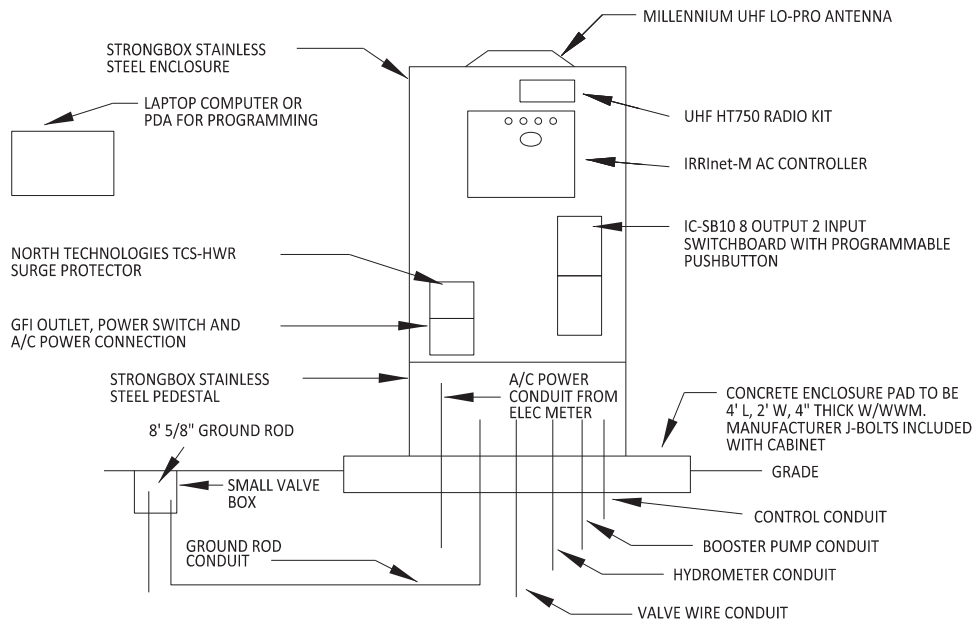 MILLENNIUM UHF LO-PRO ANTENNA
STRONGBOX STAINLESS
STEEL ENCLOSURE
LAPTOP COMPUTER OR
PDA FOR PROGRAMMING
UHF HT750 RADIO KIT
IRRInet-M AC CONTROLLER
IC-SB10 8 OUTPUT 2 INPUT
SWITCHBOARD WITH PROGRAMMABLE
PUSHBUTTON
NORTH TECHNOLOGIES TCS-HWR
SURGE PROTECTOR
GFI OUTLET, POWER SWITCH AND
A/C POWER CONNECTION
STRONGBOX STAINLESS
STEEL PEDESTAL
A/C POWER
CONDUIT FROM
ELEC METER
CONCRETE ENCLOSURE PAD TO BE
4' L, 2' W, 4" THICK W/WWM.
MANUFACTURER J-BOLTS INCLUDED
WITH CABINET
8' 5/8" GROUND ROD
GRADE
SMALL VALVE
BOX
CONTROL CONDUIT
GROUND ROD
CONDUIT
BOOSTER PUMP CONDUIT
HYDROMETER CONDUIT
VALVE WIRE CONDUIT